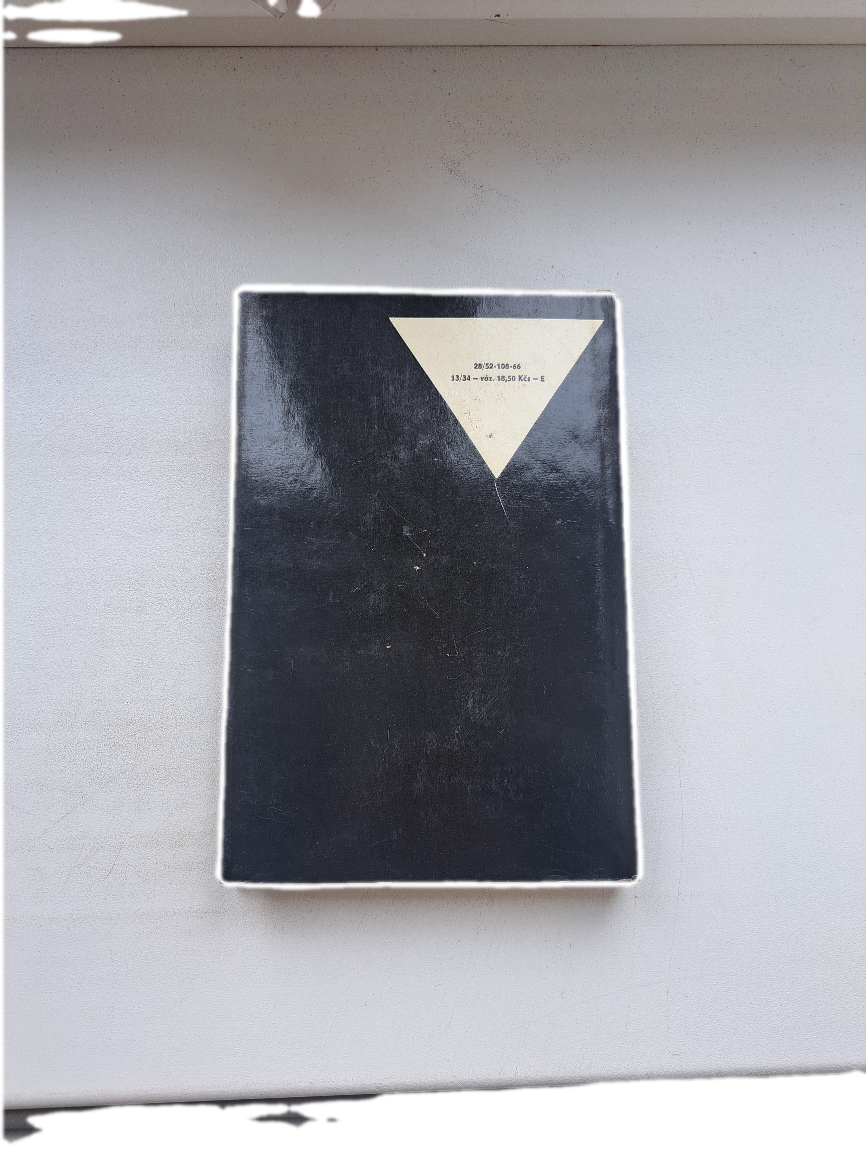 28/52-108-66
13/34 — váz. 18,50 Kčs — E